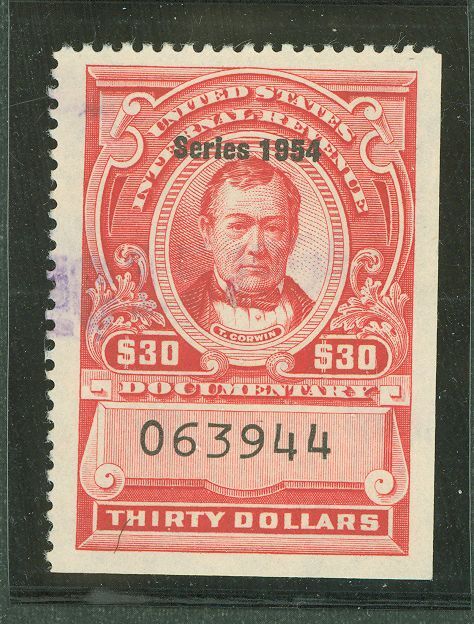 UNITED STATES
INTERNAL REVENUE
Series 1954
T. CORWIN
$30 $30
DOCUMENTARY
063944
THIRTY DOLLARS